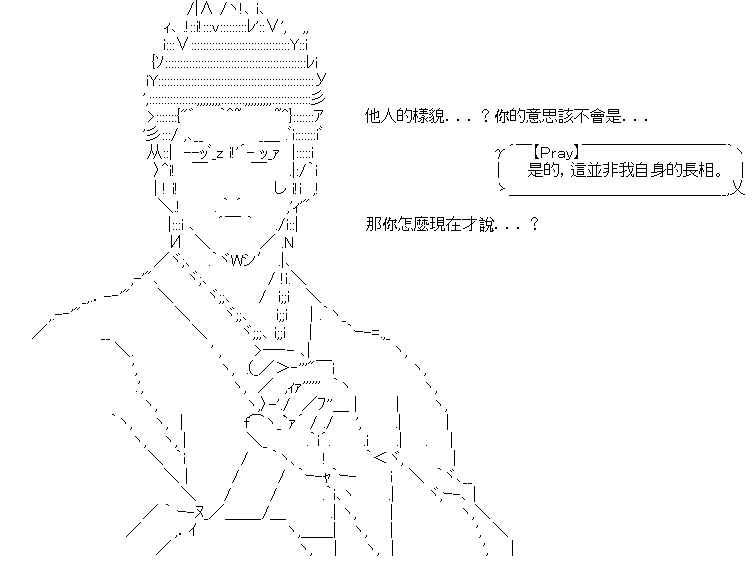 他人的樣貌...？你的意思該不會是...
【Pray】
是的，這並非我自身的長相。
那你怎麼現在才說...？